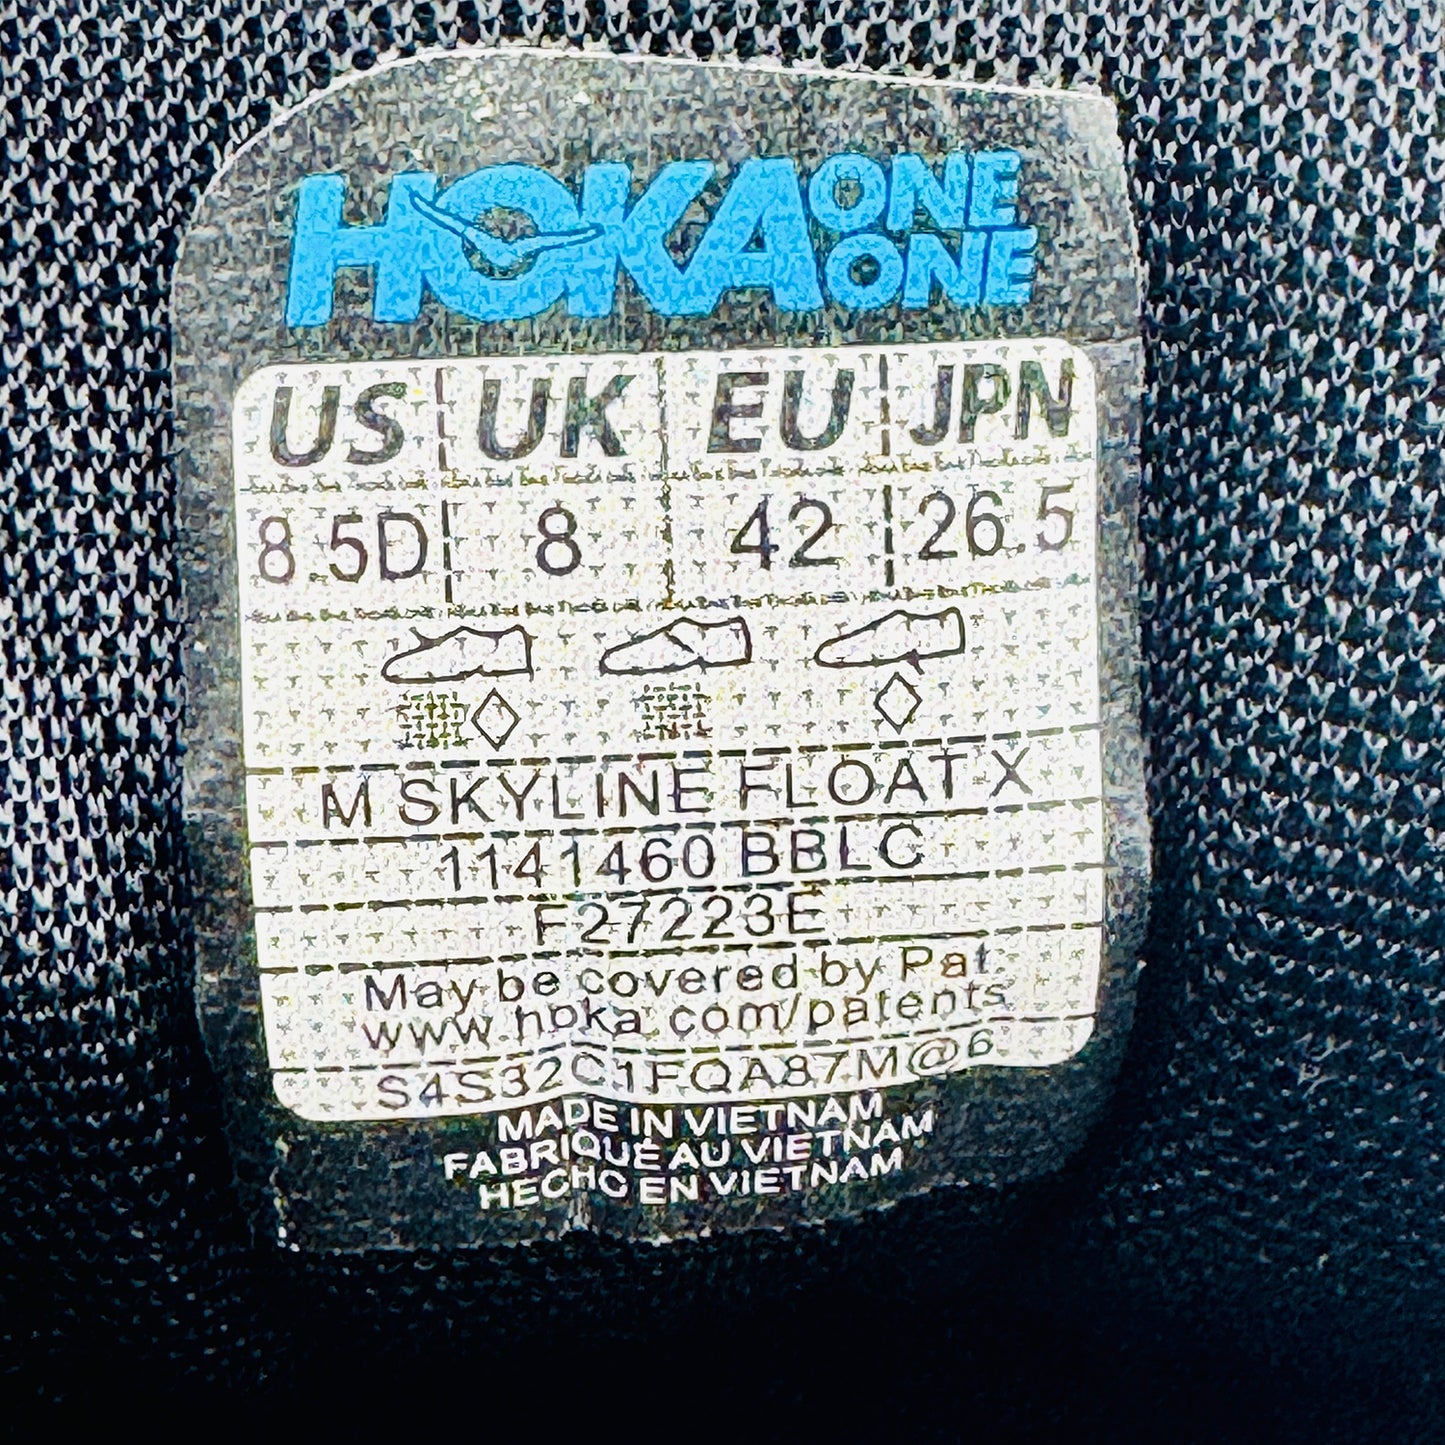 HOKA ONE ONE
US UK EU JPN
8.5D 8 42 26.5
M SKYLINE FLOAT X
1141460 BBLC
F27223E
May be covered by Pat.
www.hoka.com/patents
S4S32C1FQA87M@6
MADE IN VIETNAM
FABRIQUÉ AU VIETNAM
HECHO EN VIETNAM